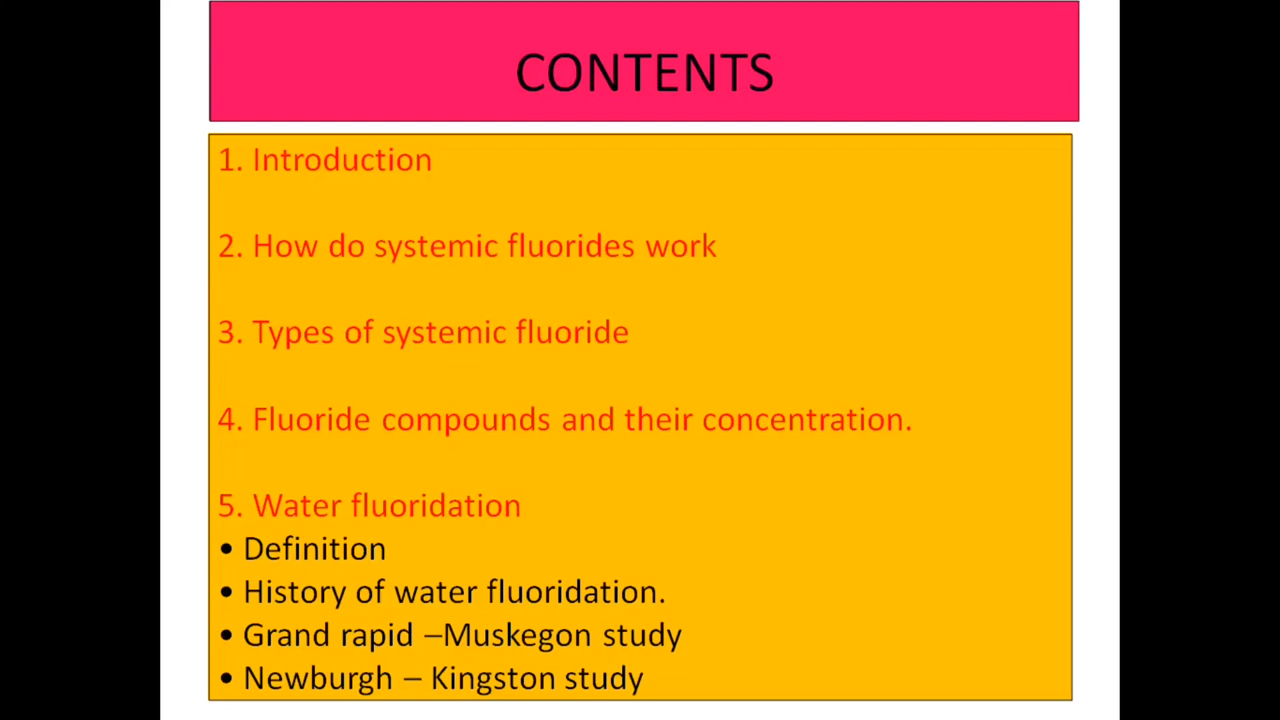 CONTENTS
1. Introduction
2. How do systemic fluorides work
3. Types of systemic fluoride
4. Fluoride compounds and their concentration.
5. Water fluoridation
• Definition
• History of water fluoridation.
• Grand rapid –Muskegon study
• Newburgh – Kingston study